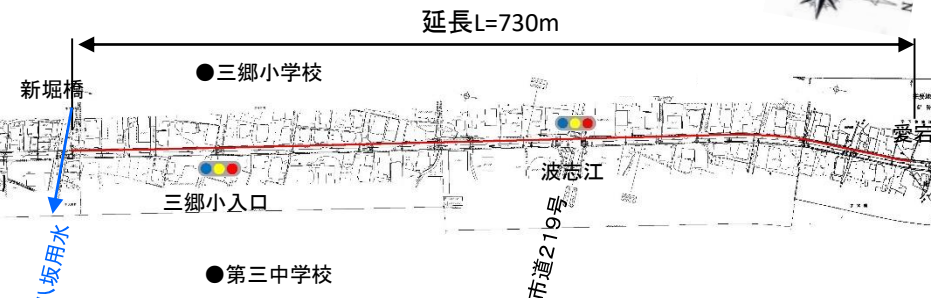 延長L=730m
●三郷小学校
新堀橋
愛宕
波志江
三郷小入口
市道219号
八坂用水
●第三中学校